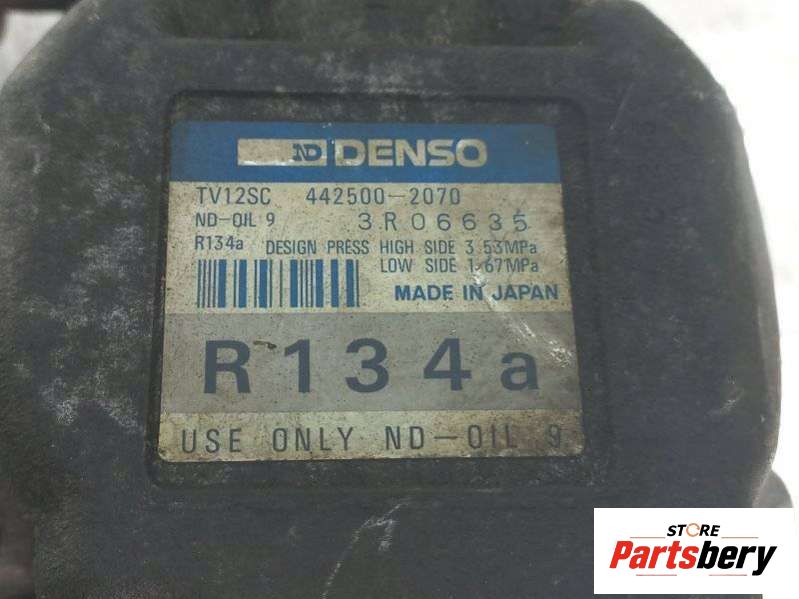 ND DENSO
TV12SC 442500-2070
ND-OIL 9 3R06635
R134a DESIGN PRESS HIGH SIDE 3.53MPa
LOW SIDE 1.67MPa
MADE IN JAPAN
R134a
USE ONLY ND-OIL 9
STORE
Partsbery